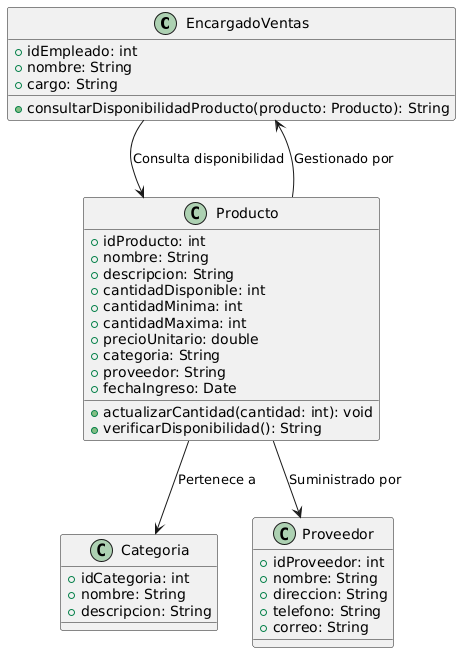 C EncargadoVentas
idEmpleado: int
nombre: String
cargo: String
consultarDisponibilidadProducto(producto: Producto): String
Consulta disponibilidad
Gestionado por
C Producto
idProducto: int
nombre: String
descripcion: String
cantidadDisponible: int
cantidadMinima: int
cantidadMaxima: int
precioUnitario: double
categoria: String
proveedor: String
fechaIngreso: Date
actualizarCantidad(cantidad: int): void
verificarDisponibilidad(): String
Pertenece a
Suministrado por
C Categoria
idCategoria: int
nombre: String
descripcion: String
C Proveedor
idProveedor: int
nombre: String
direccion: String
telefono: String
correo: String